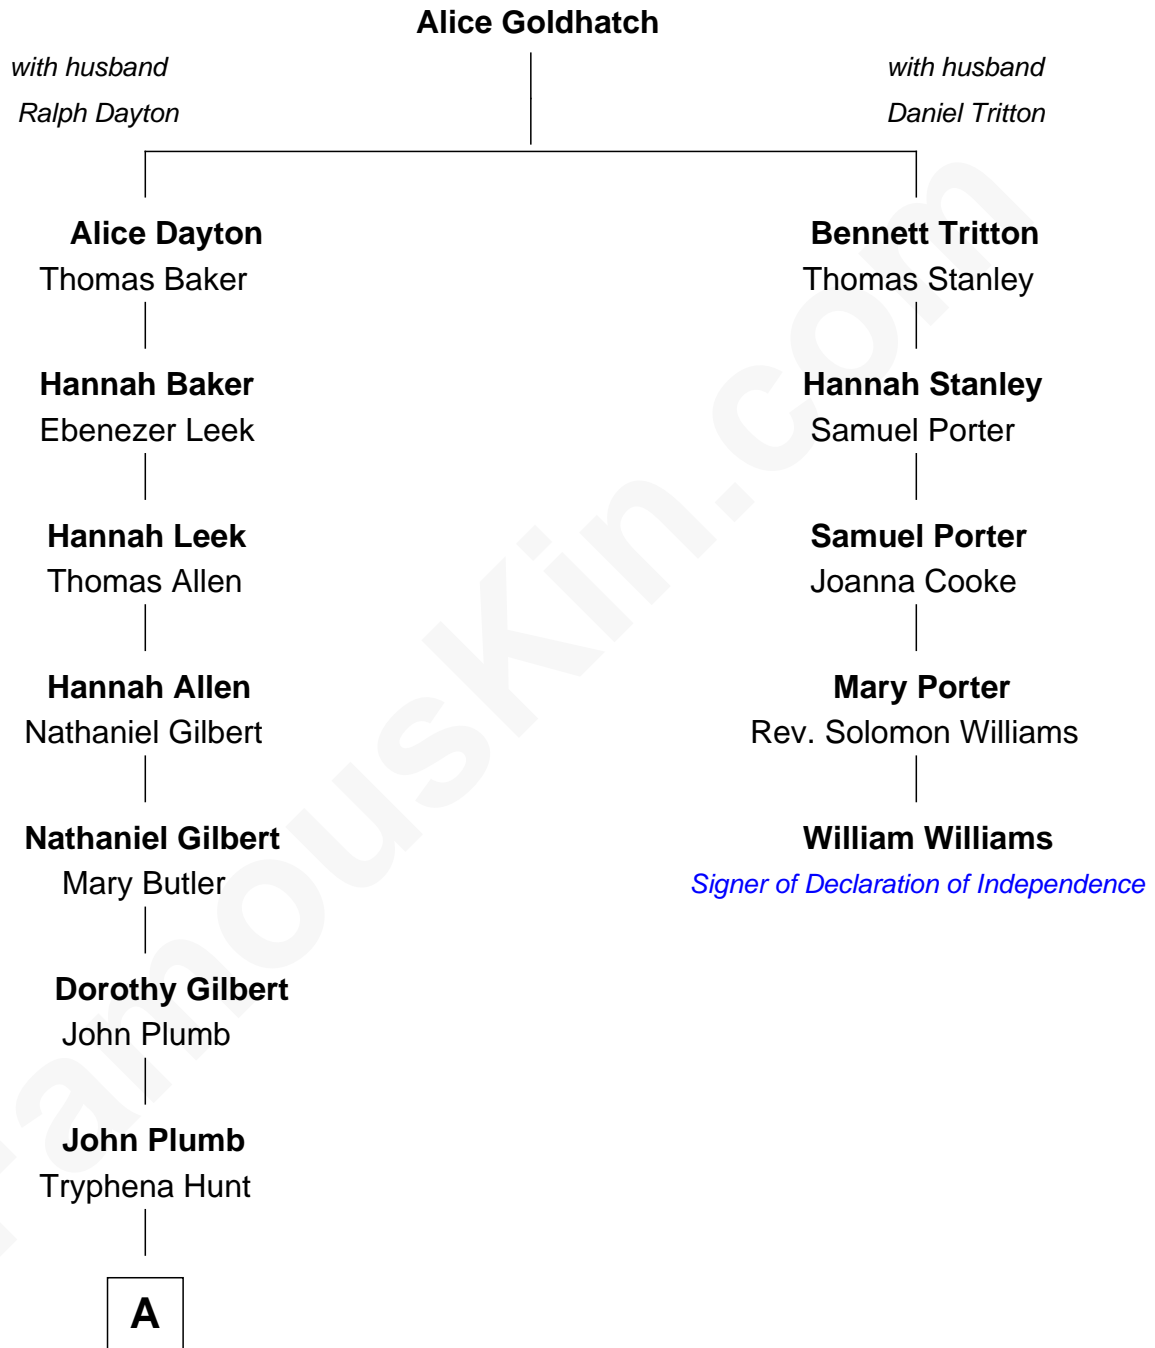 Alice Goldhatch
with husband
Ralph Dayton
with husband
Daniel Tritton
Alice Dayton
Thomas Baker
Hannah Baker
Ebenezer Leek
Hannah Leek
Thomas Allen
Hannah Allen
Nathaniel Gilbert
Nathaniel Gilbert
Mary Butler
Dorothy Gilbert
John Plumb
John Plumb
Tryphena Hunt
A
Bennett Tritton
Thomas Stanley
Hannah Stanley
Samuel Porter
Samuel Porter
Joanna Cooke
Mary Porter
Rev. Solomon Williams
William Williams
Signer of Declaration of Independence
FamousKin.com